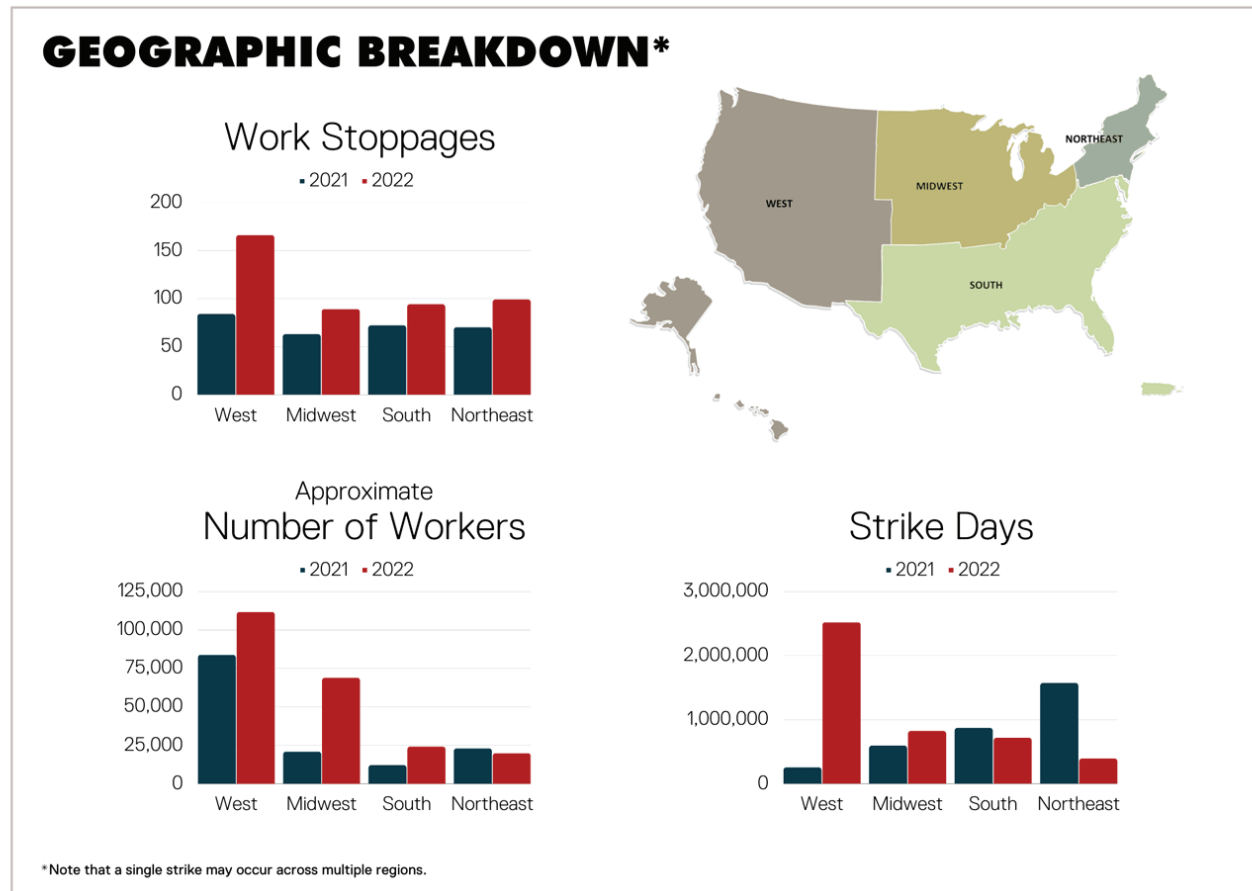 GEOGRAPHIC BREAKDOWN*
Work Stoppages
2021 2022
200
150
100
50
0
West Midwest South Northeast
WEST
MIDWEST
NORTHEAST
SOUTH
Approximate
Number of Workers
2021 2022
125,000
100,000
75,000
50,000
25,000
0
West Midwest South Northeast
Strike Days
2021 2022
3,000,000
2,000,000
1,000,000
0
West Midwest South Northeast
*Note that a single strike may occur across multiple regions.